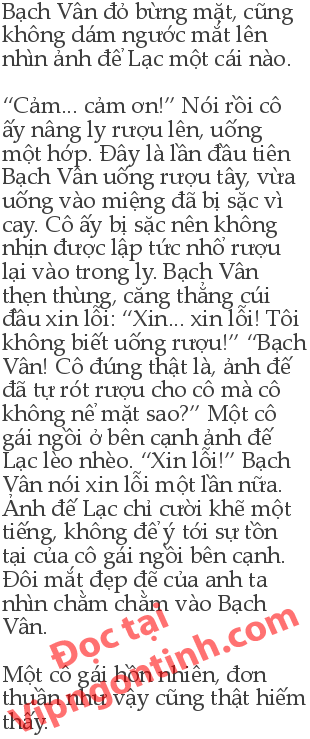 Bạch Vân đỏ bừng mặt, cũng
không dám ngước mắt lên
nhìn ảnh đế Lạc một cái nào.
“Cảm... cảm ơn!” Nói rồi cô
ấy nâng ly rượu lên, uống
một hớp. Đây là lần đầu tiên
Bạch Vân uống rượu tây, vừa
uống vào miệng đã bị sặc vì
cay. Cô ấy bị sặc nên không
nhịn được lập tức nhổ rượu
lại vào trong ly. Bạch Vân
thẹn thùng, căng thẳng cúi
đầu xin lỗi: “Xin... xin lỗi! Tôi
không biết uống rượu!” “Bạch
Vân! Cô đúng thật là, ảnh đế
đã tự rót rượu cho cô mà cô
không nể mặt sao?” Một cô
gái ngồi ở bên cạnh ảnh đế
Lạc lèo nhèo. “Xin lỗi!” Bạch
Vân nói xin lỗi một lần nữa.
Ảnh đế Lạc chỉ cười khẽ một
tiếng, không để ý tới sự tồn
tại của cô gái ngồi bên cạnh.
Đôi mắt đẹp đẽ của anh ta
nhìn chằm chằm vào Bạch
Vân.
Một cô gái hồn nhiên, đơn
thuần như vậy cũng thật hiếm
thấy.
Đọc tại
Vipngontinh.com